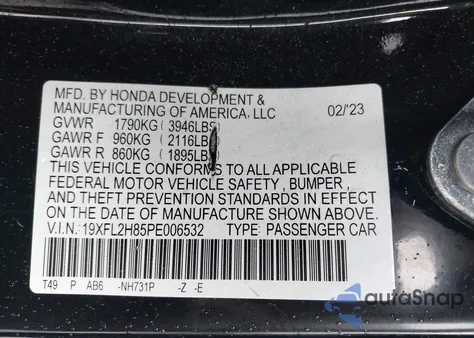 MFD. BY HONDA DEVELOPMENT &
MANUFACTURING OF AMERICA, LLC 02/'23
GVWR 1790KG ( 3946LBS
GAWR F 960KG ( 2116LB
GAWR R 860KG ( 1895LB
THIS VEHICLE CONFORMS TO ALL APPLICABLE
FEDERAL MOTOR VEHICLE SAFETY , BUMPER ,
AND THEFT PREVENTION STANDARDS IN EFFECT
ON THE DATE OF MANUFACTURE SHOWN ABOVE.
V.I.N.: 19XFL2H85PE006532 TYPE: PASSENGER CAR
T49 P AB6 -NH731P -Z -E
autoSnap